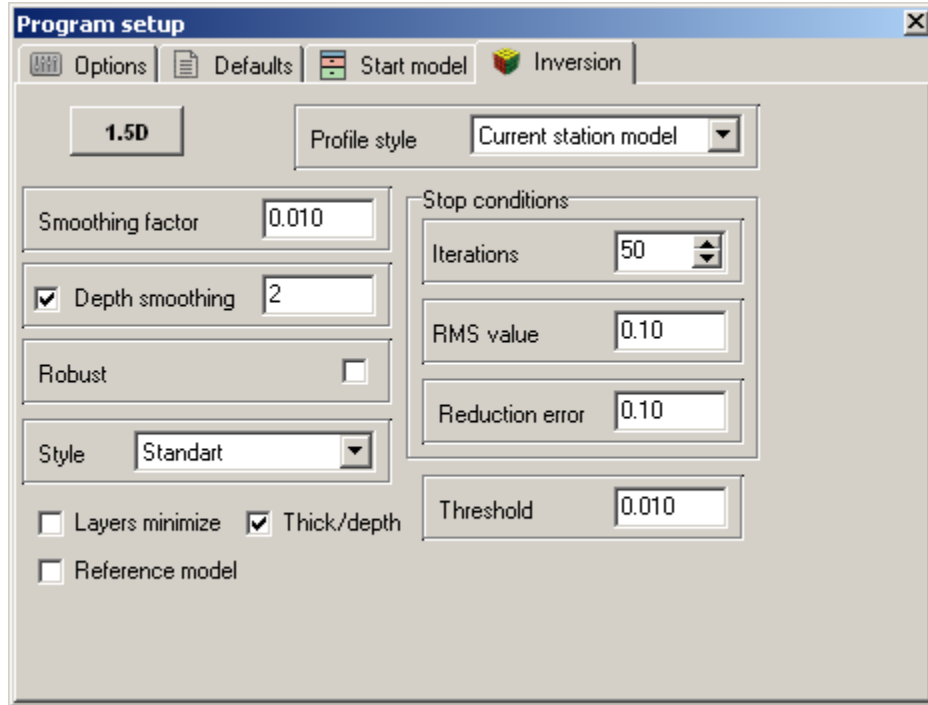 Program setup
Options Defaults Start model Inversion
1.5D
Profile style Current station model
Smoothing factor 0.010
Depth smoothing 2
Robust
Style Standart
Layers minimize Thick/depth
Reference model
Stop conditions
Iterations 50
RMS value 0.10
Reduction error 0.10
Threshold 0.010